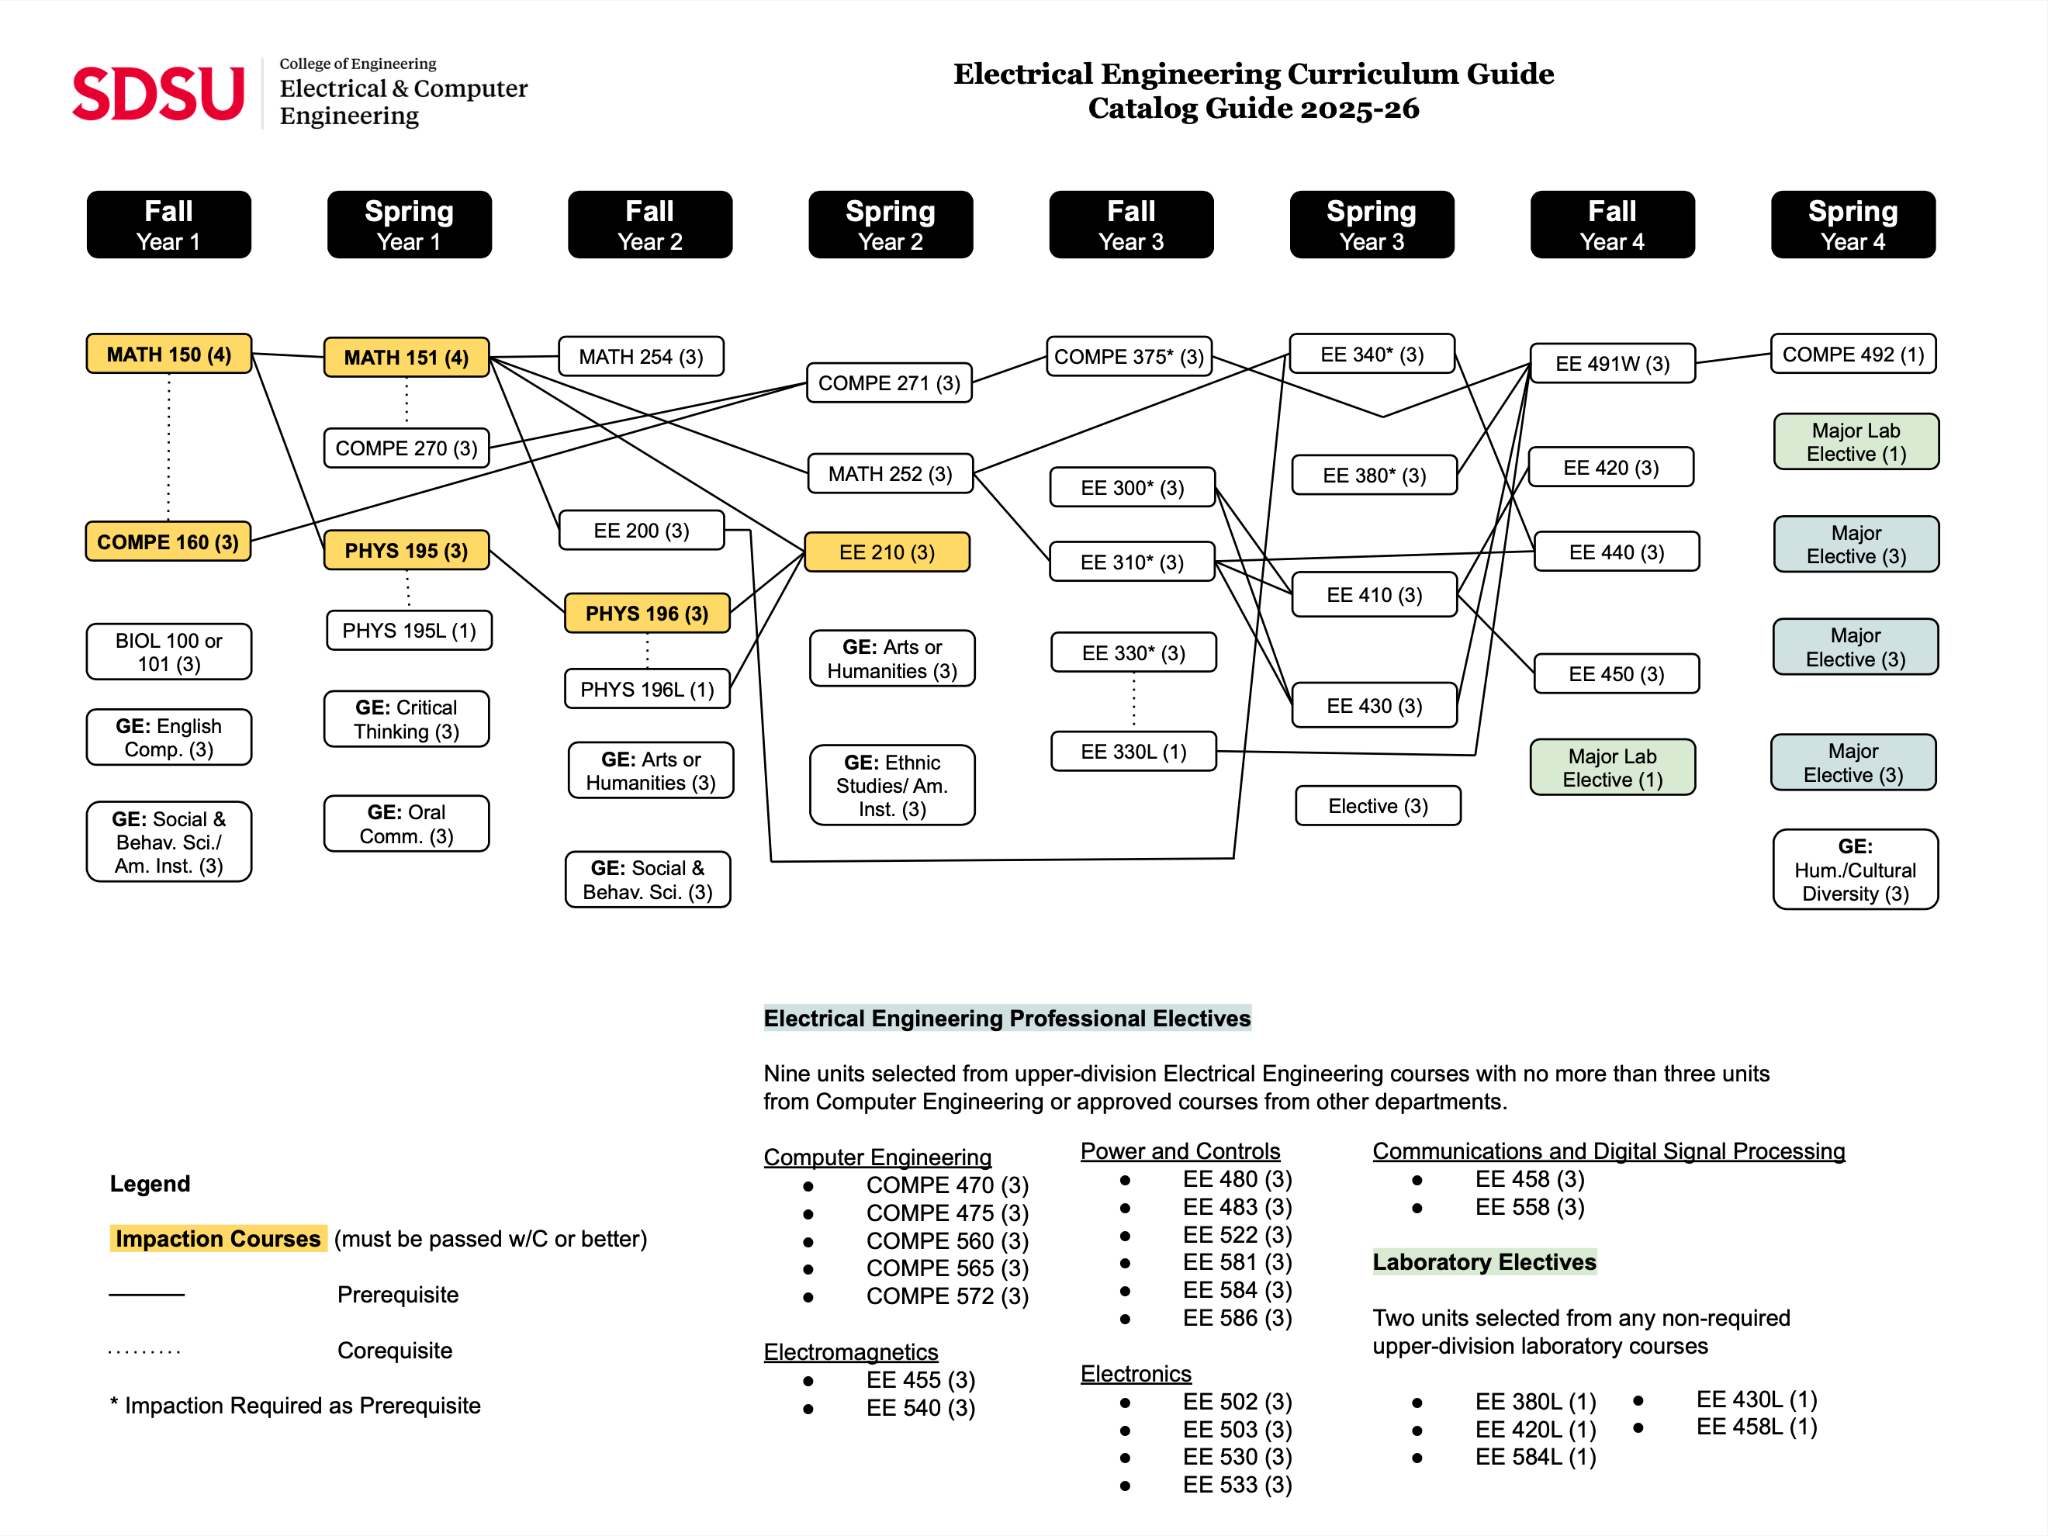 SDSU
College of Engineering
Electrical & Computer
Engineering
Electrical Engineering Curriculum Guide
Catalog Guide 2025-26
Fall
Year 1
Spring
Year 1
Fall
Year 2
Spring
Year 2
Fall
Year 3
Spring
Year 3
Fall
Year 4
Spring
Year 4
MATH 150 (4)
COMPE 160 (3)
BIOL 100 or
101 (3)
GE: English
Comp. (3)
GE: Social &
Behav. Sci./
Am. Inst. (3)
MATH 151 (4)
COMPE 270 (3)
PHYS 195 (3)
PHYS 195L (1)
GE: Critical
Thinking (3)
GE: Oral
Comm. (3)
MATH 254 (3)
EE 200 (3)
PHYS 196 (3)
PHYS 196L (1)
GE: Arts or
Humanities (3)
GE: Social &
Behav. Sci. (3)
COMPE 271 (3)
MATH 252 (3)
EE 210 (3)
GE: Arts or
Humanities (3)
GE: Ethnic
Studies/ Am.
Inst. (3)
COMPE 375* (3)
EE 300* (3)
EE 310* (3)
EE 330* (3)
EE 330L (1)
EE 340* (3)
EE 380* (3)
EE 410 (3)
EE 430 (3)
Elective (3)
EE 491W (3)
EE 420 (3)
EE 440 (3)
EE 450 (3)
Major Lab
Elective (1)
COMPE 492 (1)
Major Lab
Elective (1)
Major
Elective (3)
Major
Elective (3)
Major
Elective (3)
GE:
Hum./Cultural
Diversity (3)
Legend
Impaction Courses (must be passed w/C or better)
Prerequisite
Corequisite
* Impaction Required as Prerequisite
Electrical Engineering Professional Electives
Nine units selected from upper-division Electrical Engineering courses with no more than three units
from Computer Engineering or approved courses from other departments.
Computer Engineering
● COMPE 470 (3)
● COMPE 475 (3)
● COMPE 560 (3)
● COMPE 565 (3)
● COMPE 572 (3)
Electromagnetics
● EE 455 (3)
● EE 540 (3)
Power and Controls
● EE 480 (3)
● EE 483 (3)
● EE 522 (3)
● EE 581 (3)
● EE 584 (3)
● EE 586 (3)
Electronics
● EE 502 (3)
● EE 503 (3)
● EE 530 (3)
● EE 533 (3)
Communications and Digital Signal Processing
● EE 458 (3)
● EE 558 (3)
Laboratory Electives
Two units selected from any non-required
upper-division laboratory courses
● EE 380L (1)
● EE 420L (1)
● EE 584L (1)
● EE 430L (1)
● EE 458L (1)